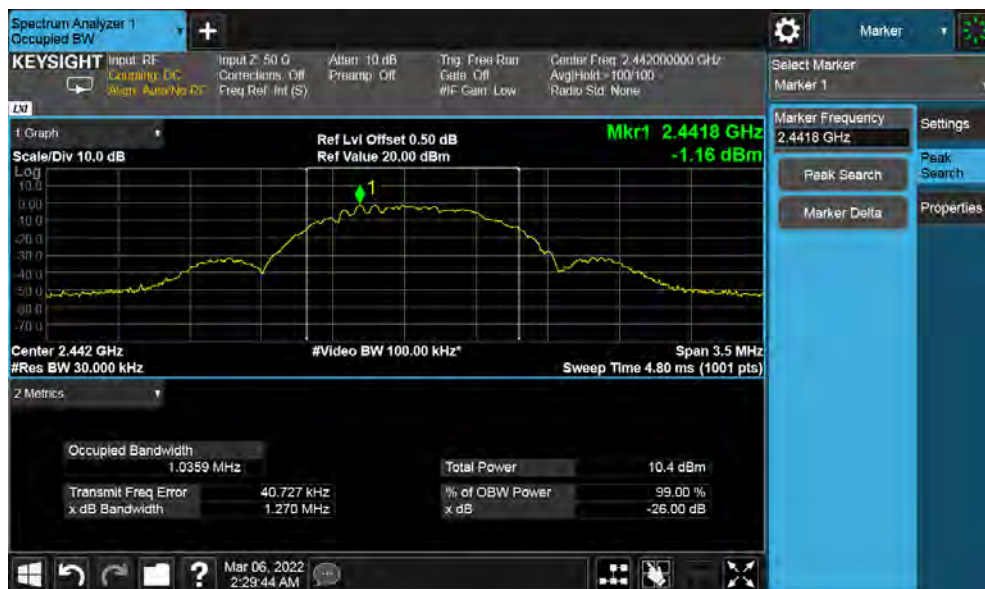 Spectrum Analyzer 1
Occupied BW
+
Marker
KEYSIGHT
Input: RF
Coupling: DC
Align: Auto/No RF
Input Z: 50 Ω
Corrections: Off
Freq Ref: Int (S)
Atten: 10 dB
Preamp: Off
Trig: Free Run
Gate: Off
#IF Gain: Low
Center Freq: 2.442000000 GHz
Avg|Hold:>100/100
Radio Std: None
LXI
Select Marker
Marker 1
Marker Frequency
2.4418 GHz
Settings
Peak Search
Peak
Search
Marker Delta
Properties
1 Graph
Scale/Div 10.0 dB
Ref Lvl Offset 0.50 dB
Ref Value 20.00 dBm
Mkr1 2.4418 GHz
-1.16 dBm
Log
10.0
0.00
-10.0
-20.0
-30.0
-40.0
-50.0
-60.0
-70.0
1
Center 2.442 GHz
#Video BW 100.00 kHz*
Span 3.5 MHz
#Res BW 30.000 kHz
Sweep Time 4.80 ms (1001 pts)
2 Metrics
Occupied Bandwidth
1.0359 MHz
Total Power 10.4 dBm
Transmit Freq Error 40.727 kHz
% of OBW Power 99.00 %
x dB Bandwidth 1.270 MHz
x dB -26.00 dB
?
Mar 06, 2022
2:29:44 AM